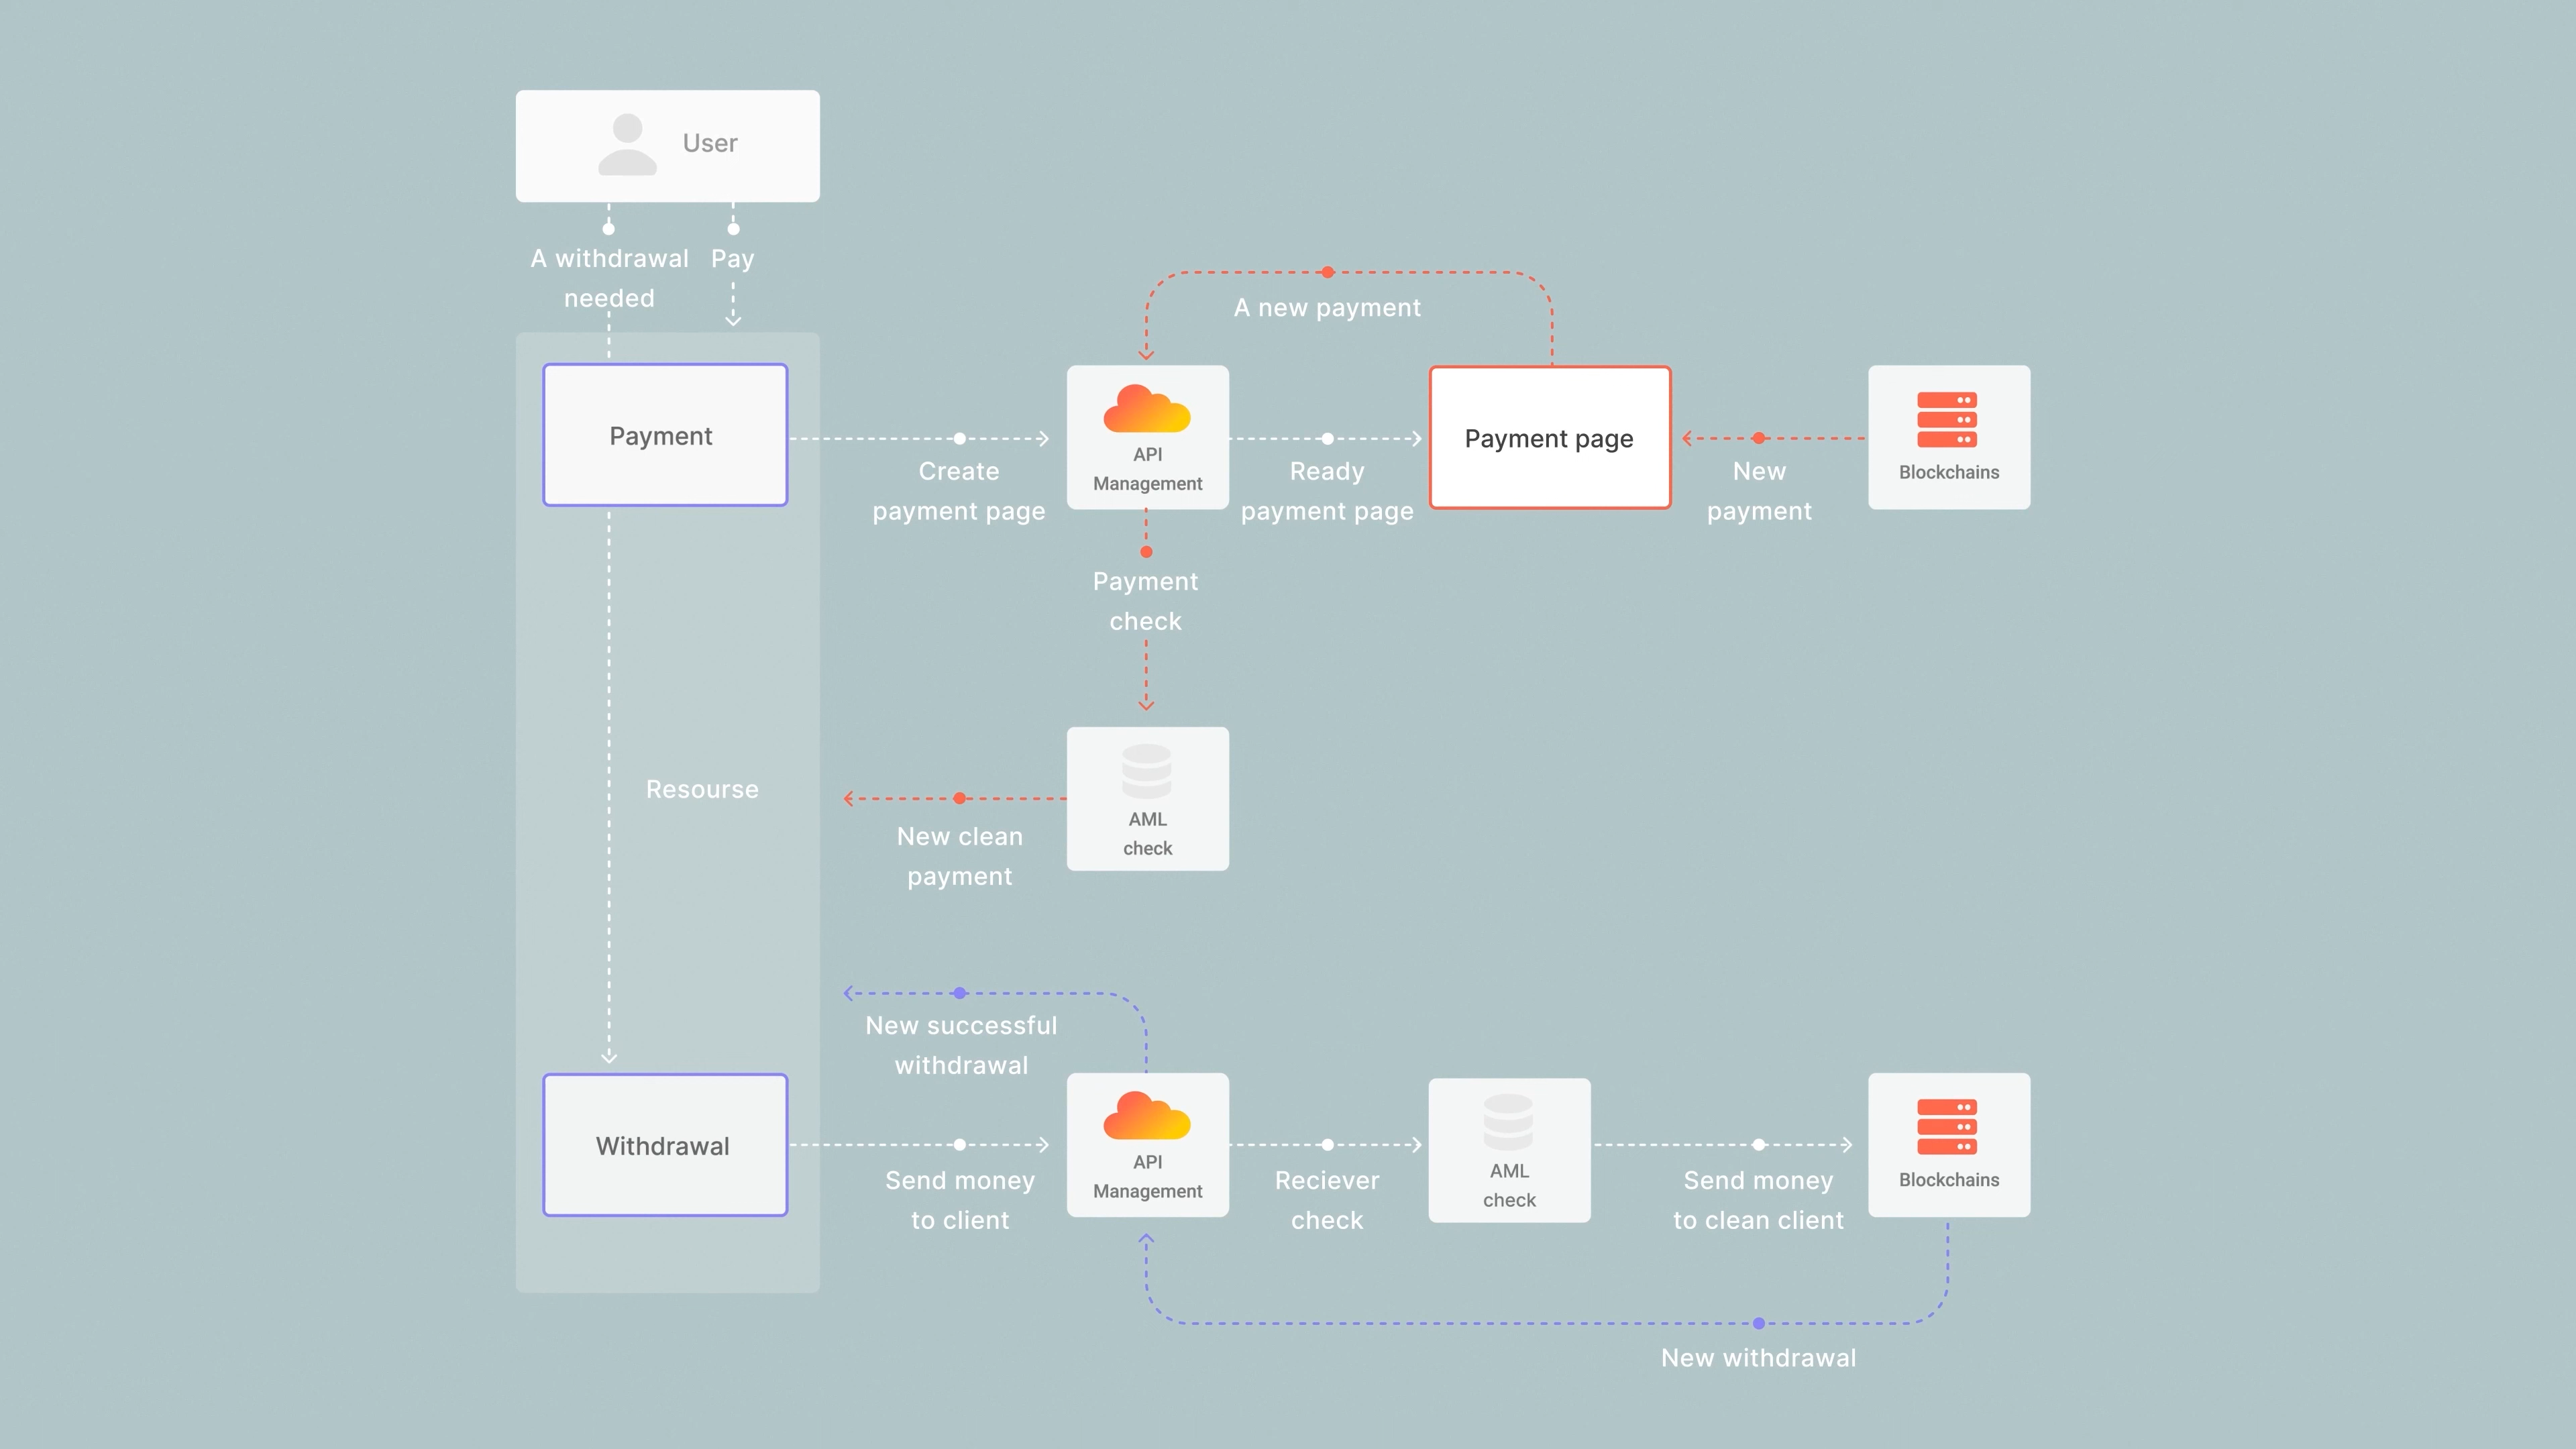 User
A withdrawal
needed
Pay
A new payment
Payment
Create
payment page
API
Management
Ready
payment page
Payment page
New
payment
Blockchains
Payment
check
Resourse
New clean
payment
AML
check
New successful
withdrawal
Withdrawal
Send money
to client
API
Management
Reciever
check
AML
check
Send money
to clean client
Blockchains
New withdrawal